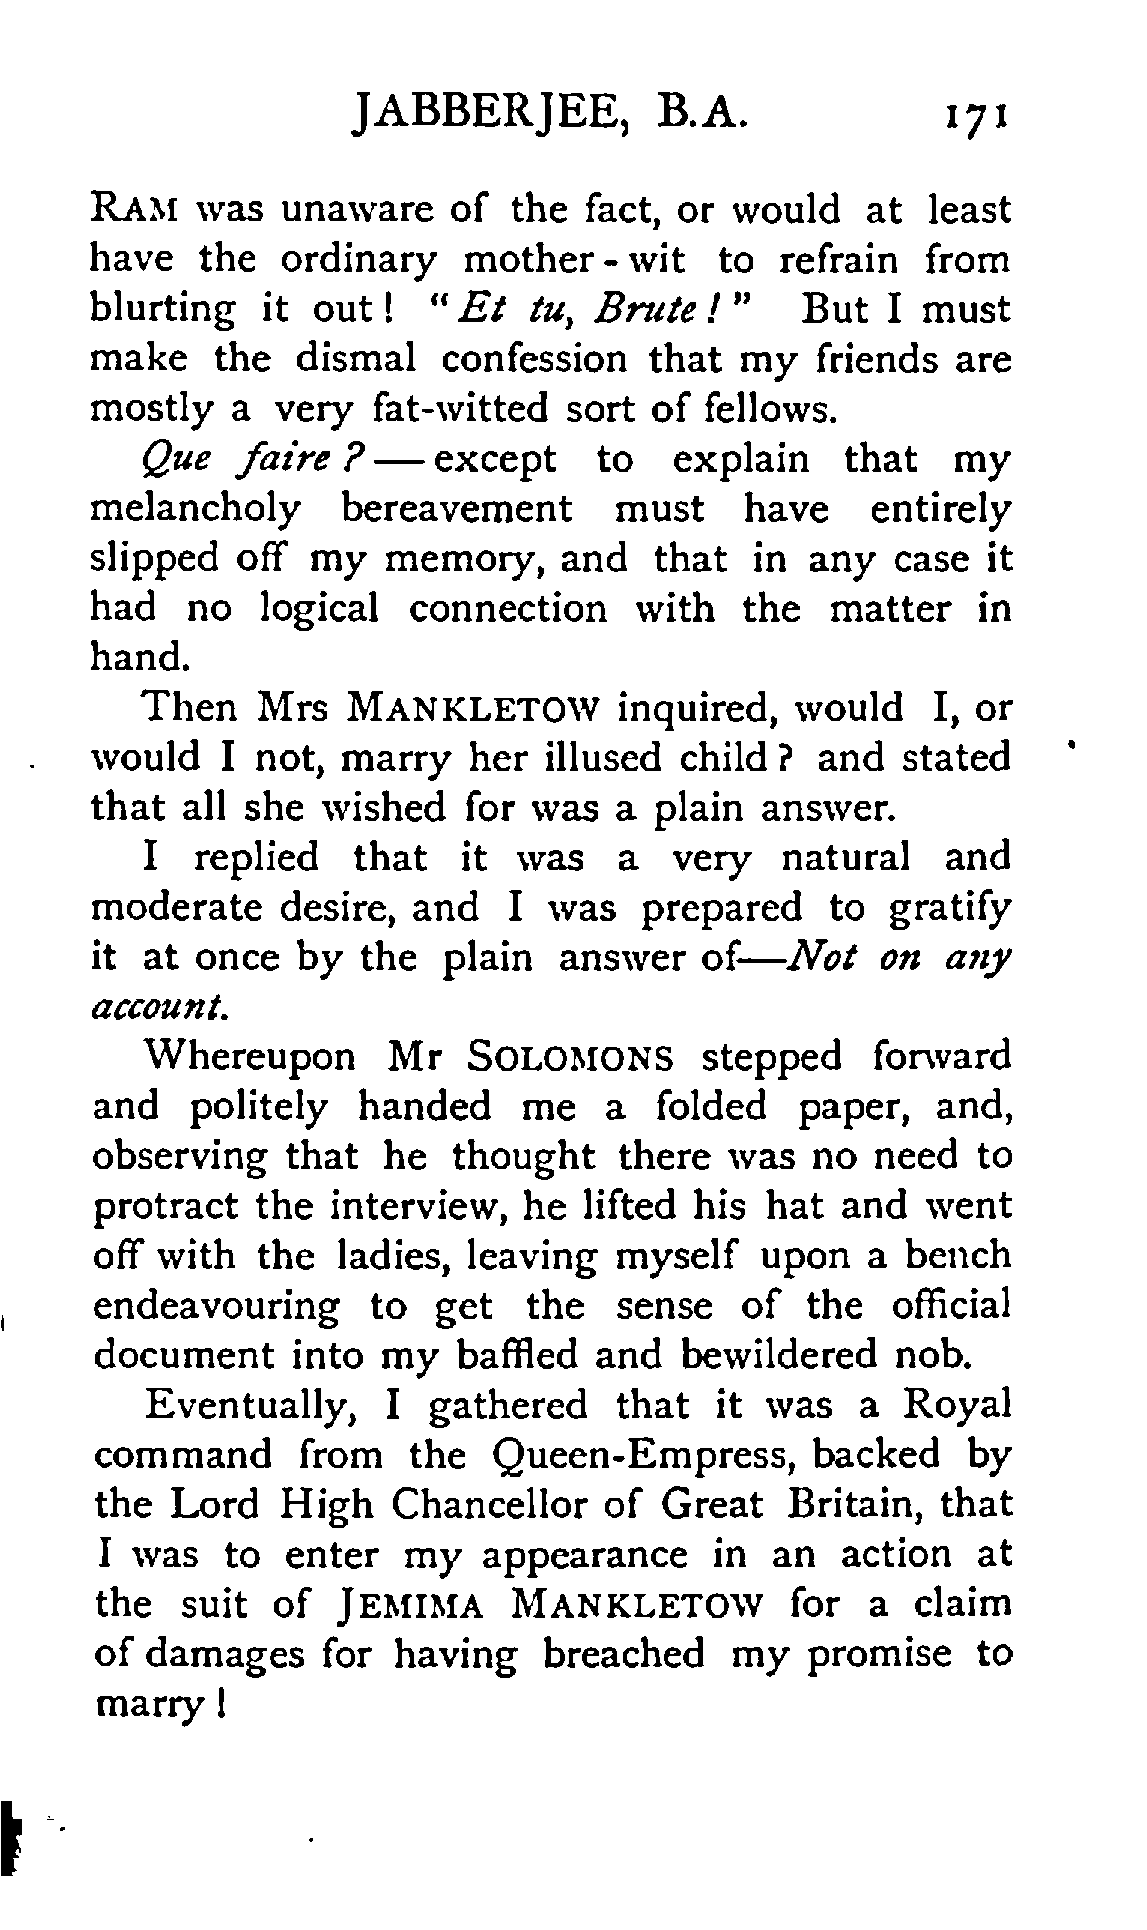 JABBERJEE, B.A. 171
RAM was unaware of the fact, or would at least
have the ordinary mother-wit to refrain from
blurting it out! "Et tu, Brute!" But I must
make the dismal confession that my friends are
mostly a very fat-witted sort of fellows.
Que faire?—except to explain that my
melancholy bereavement must have entirely
slipped off my memory, and that in any case it
had no logical connection with the matter in
hand.
Then Mrs MANKLETOW inquired, would I, or
would I not, marry her illused child? and stated
that all she wished for was a plain answer.
I replied that it was a very natural and
moderate desire, and I was prepared to gratify
it at once by the plain answer of—Not on any
account.
Whereupon Mr SOLOMONS stepped forward
and politely handed me a folded paper, and,
observing that he thought there was no need to
protract the interview, he lifted his hat and went
off with the ladies, leaving myself upon a bench
endeavouring to get the sense of the official
document into my baffled and bewildered nob.
Eventually, I gathered that it was a Royal
command from the Queen-Empress, backed by
the Lord High Chancellor of Great Britain, that
I was to enter my appearance in an action at
the suit of JEMIMA MANKLETOW for a claim
of damages for having breached my promise to
marry!